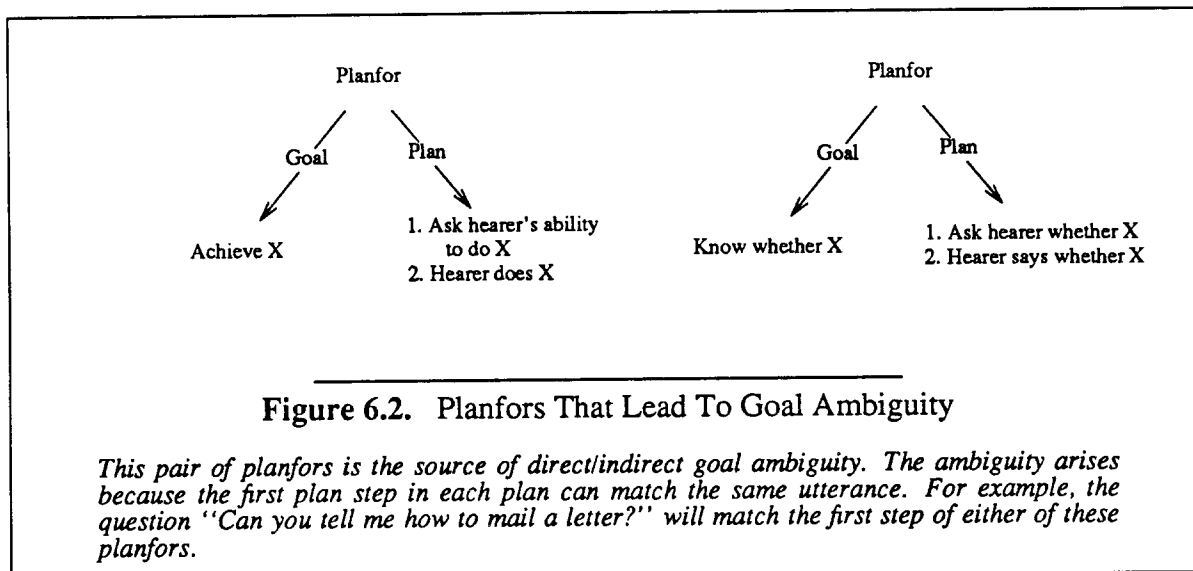 Planfor
Goal Plan
Achieve X
1. Ask hearer's ability
to do X
2. Hearer does X
Planfor
Goal Plan
Know whether X
1. Ask hearer whether X
2. Hearer says whether X
Figure 6.2. Planfors That Lead To Goal Ambiguity
This pair of planfors is the source of direct/indirect goal ambiguity. The ambiguity arises
because the first plan step in each plan can match the same utterance. For example, the
question ‘‘Can you tell me how to mail a letter?’’ will match the first step of either of these
planfors.